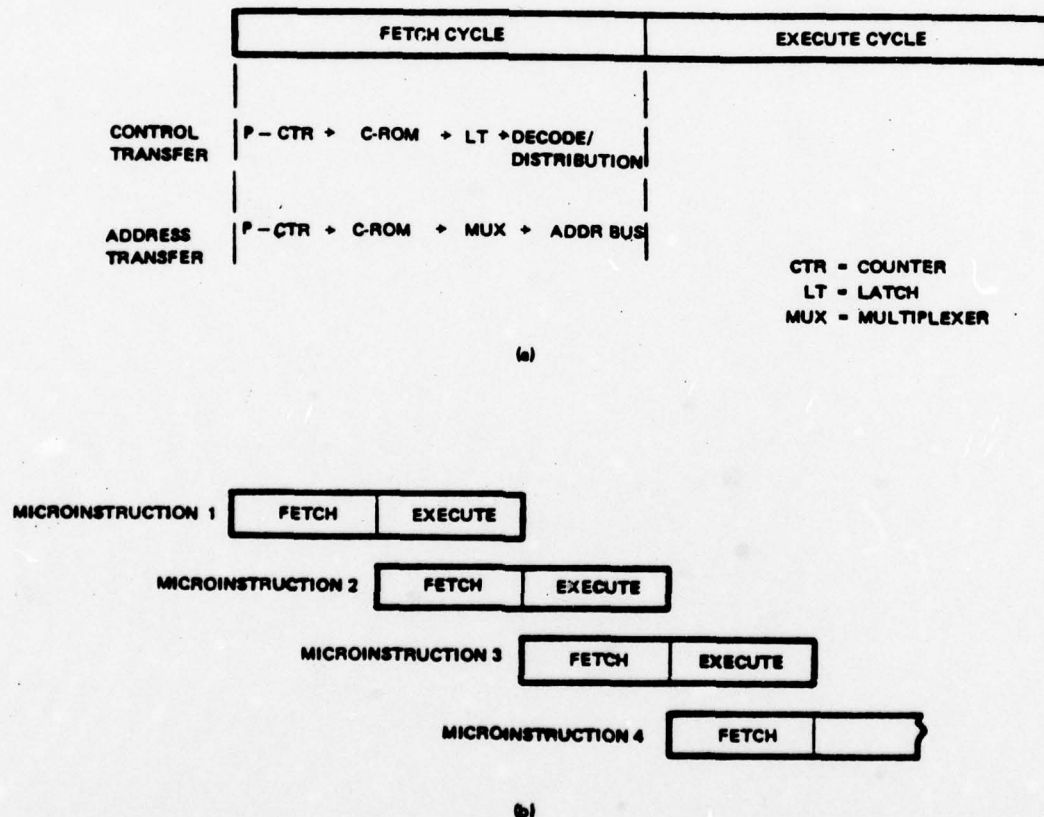 FETCH CYCLE EXECUTE CYCLE
CONTROL TRANSFER
P – CTR → C-ROM → LT → DECODE/ DISTRIBUTION
ADDRESS TRANSFER
P – CTR → C-ROM → MUX → ADDR BUS
CTR = COUNTER
LT = LATCH
MUX = MULTIPLEXER
(a)
MICROINSTRUCTION 1 FETCH EXECUTE
MICROINSTRUCTION 2 FETCH EXECUTE
MICROINSTRUCTION 3 FETCH EXECUTE
MICROINSTRUCTION 4 FETCH
(b)